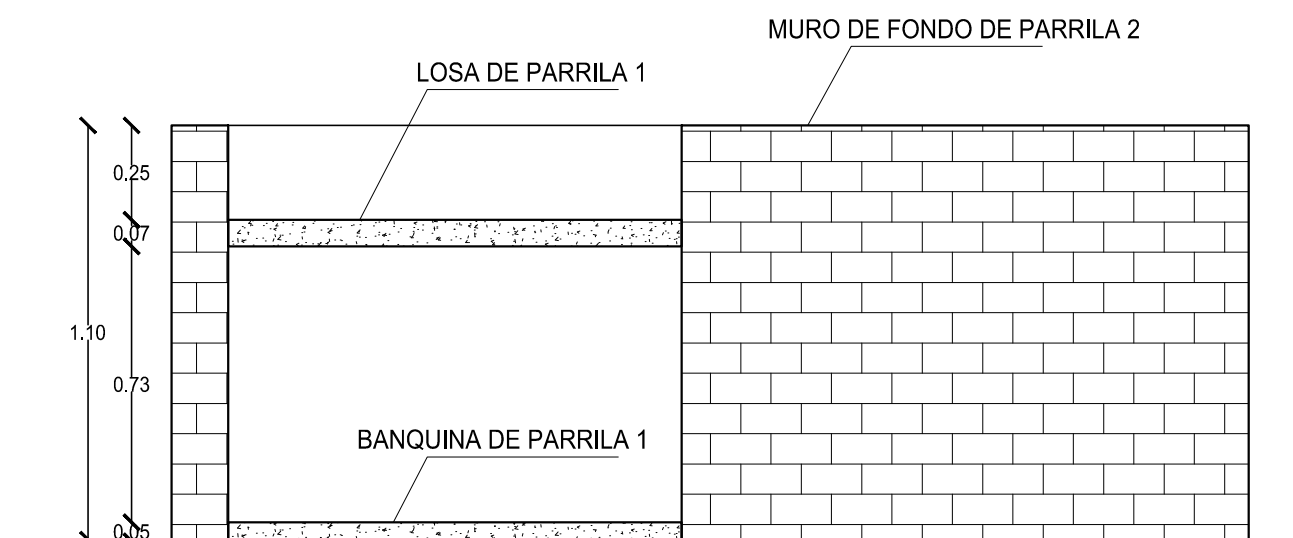 MURO DE FONDO DE PARRILA 2
LOSA DE PARRILA 1
0.25
0.07
1.10
0.73
BANQUINA DE PARRILA 1
0.05